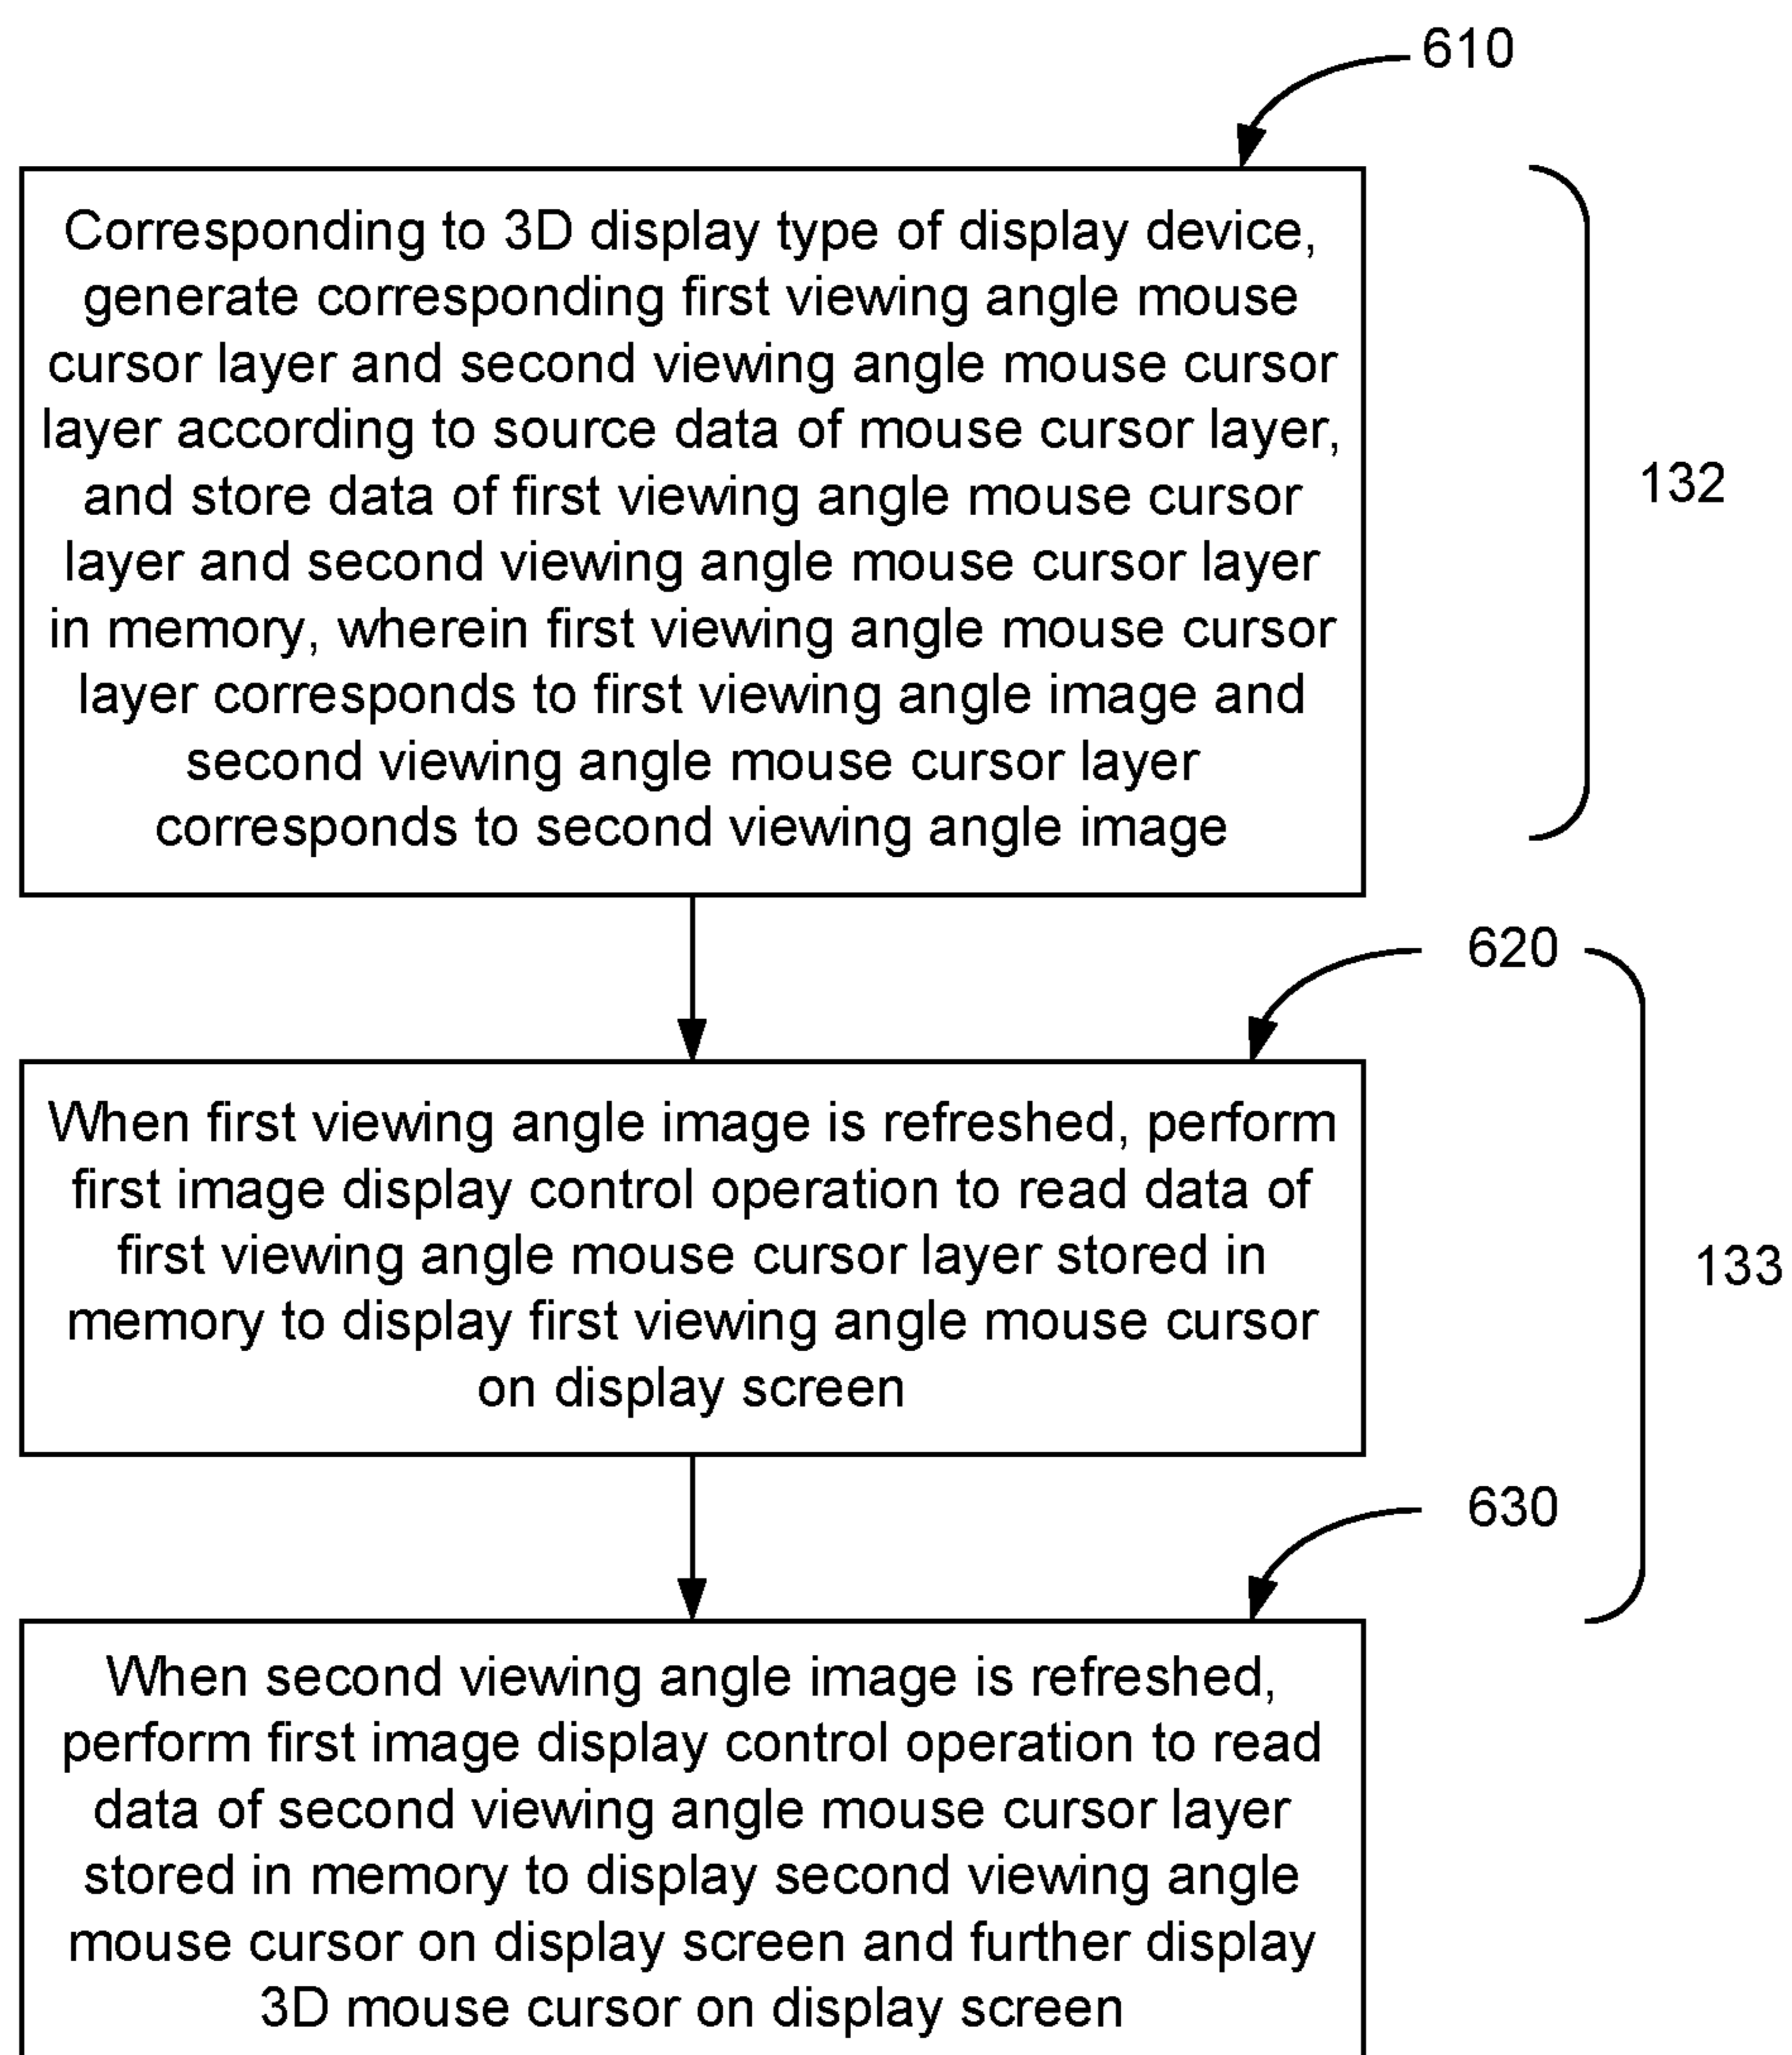 610
Corresponding to 3D display type of display device,
generate corresponding first viewing angle mouse
cursor layer and second viewing angle mouse cursor
layer according to source data of mouse cursor layer,
and store data of first viewing angle mouse cursor
layer and second viewing angle mouse cursor layer
in memory, wherein first viewing angle mouse cursor
layer corresponds to first viewing angle image and
second viewing angle mouse cursor layer
corresponds to second viewing angle image
132
620
When first viewing angle image is refreshed, perform
first image display control operation to read data of
first viewing angle mouse cursor layer stored in
memory to display first viewing angle mouse cursor
on display screen
133
630
When second viewing angle image is refreshed,
perform first image display control operation to read
data of second viewing angle mouse cursor layer
stored in memory to display second viewing angle
mouse cursor on display screen and further display
3D mouse cursor on display screen